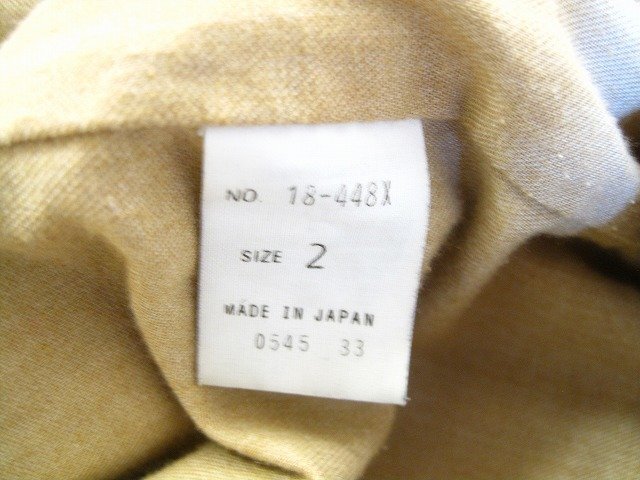 NO. 18-448X
SIZE 2
MADE IN JAPAN
0545 33